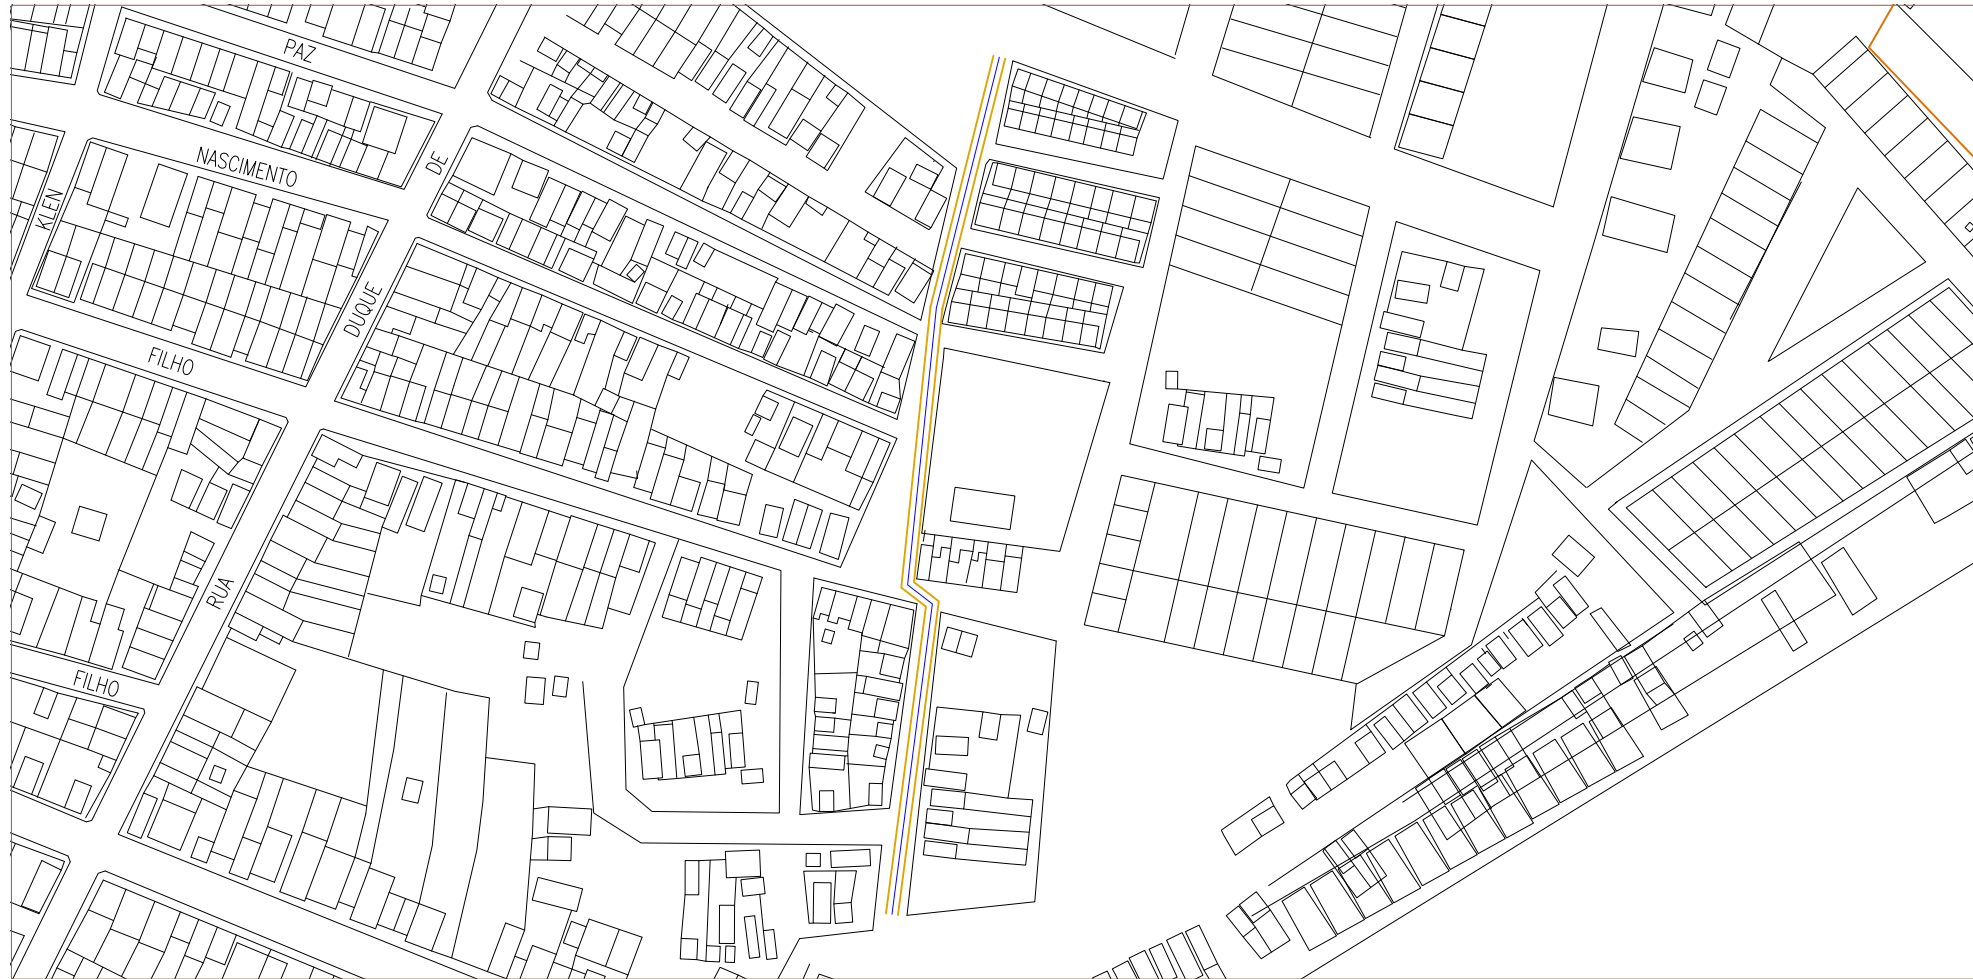 PAZ
NASCIMENTO
DE
KLEN
DUQUE
FILHO
RUA
FILHO